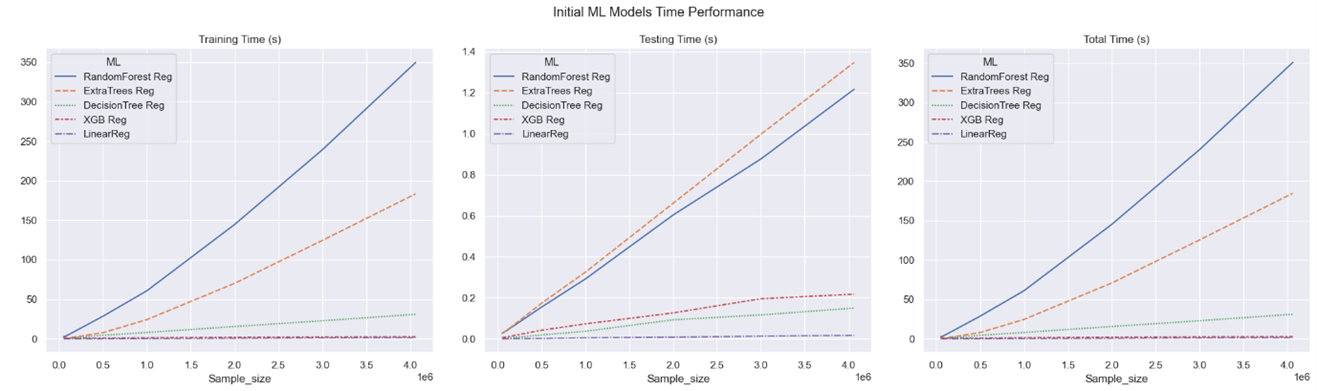 Initial ML Models Time Performance
Training Time (s)
350
300
250
200
150
100
50
0
ML
RandomForest Reg
ExtraTrees Reg
DecisionTree Reg
XGB Reg
LinearReg
0.0 0.5 1.0 1.5 2.0 2.5 3.0 3.5 4.0
1e6
Sample_size
Testing Time (s)
1.4
1.2
1.0
0.8
0.6
0.4
0.2
0.0
ML
RandomForest Reg
ExtraTrees Reg
DecisionTree Reg
XGB Reg
LinearReg
0.0 0.5 1.0 1.5 2.0 2.5 3.0 3.5 4.0
1e6
Sample_size
Total Time (s)
350
300
250
200
150
100
50
0
ML
RandomForest Reg
ExtraTrees Reg
DecisionTree Reg
XGB Reg
LinearReg
0.0 0.5 1.0 1.5 2.0 2.5 3.0 3.5 4.0
1e6
Sample_size